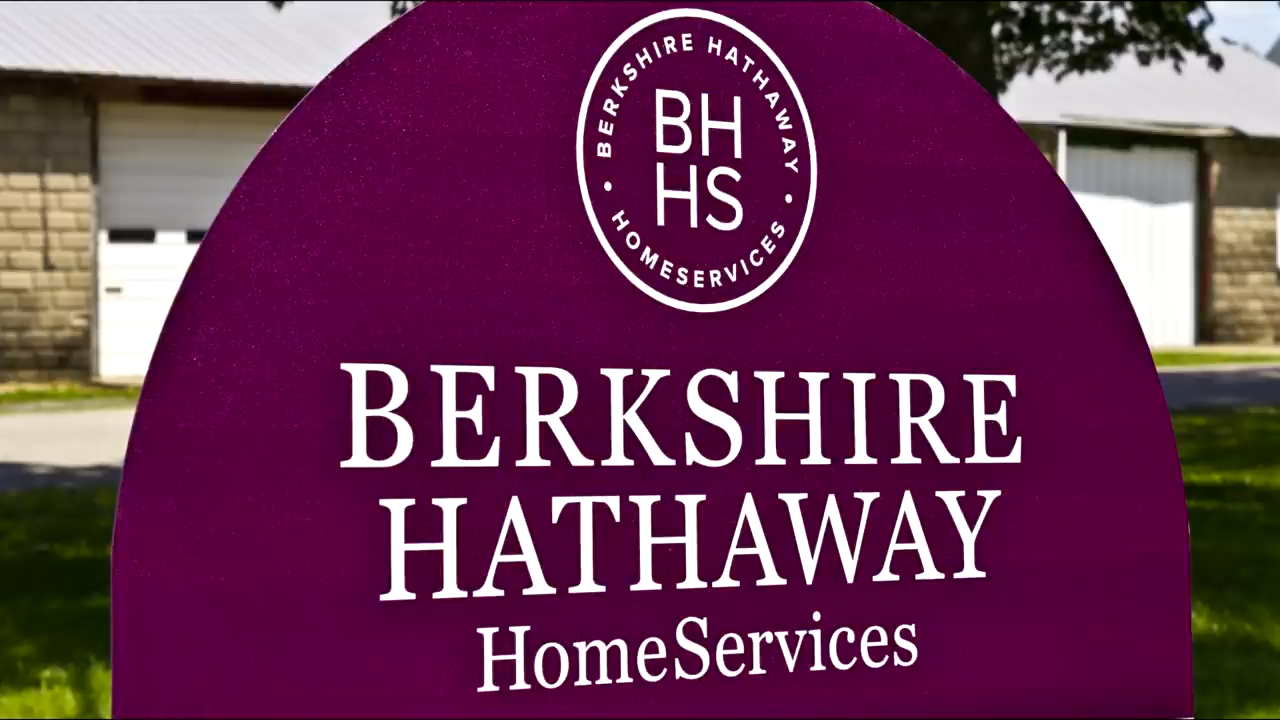 BERKSHIRE HATHAWAY
BH
HS
• HOMESERVICES •
BERKSHIRE
HATHAWAY
HomeServices